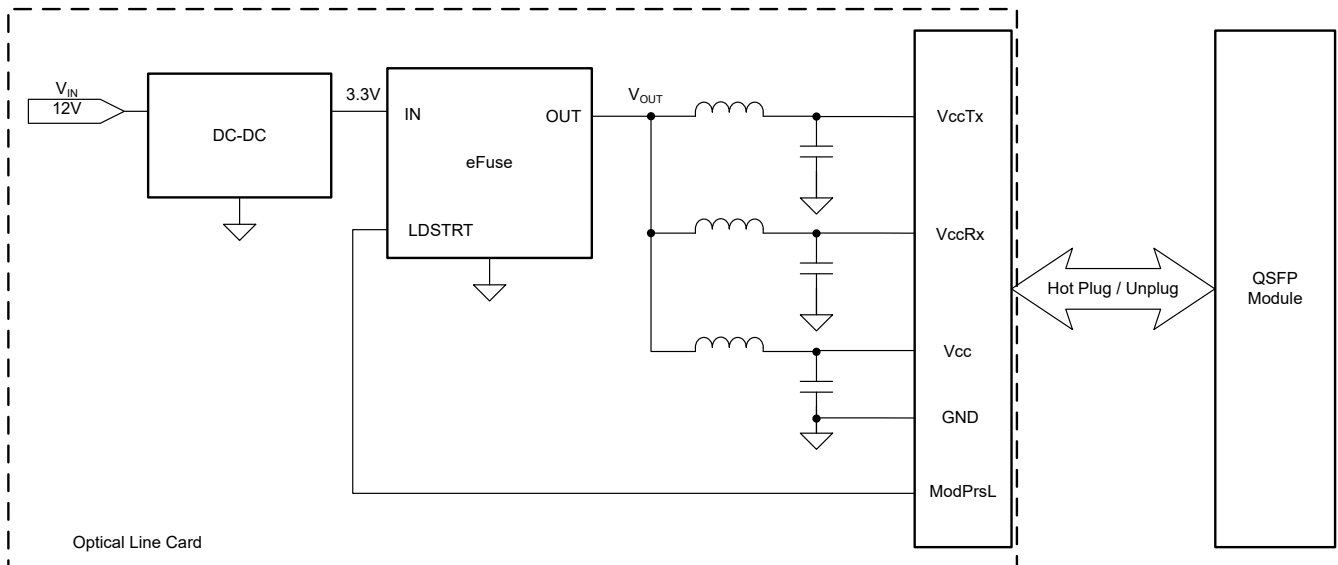 V_IN
12V
DC-DC
3.3V
IN
OUT
eFuse
LDSTRT
V_OUT
VccTx
VccRx
Vcc
GND
ModPrsL
Hot Plug / Unplug
QSFP
Module
Optical Line Card